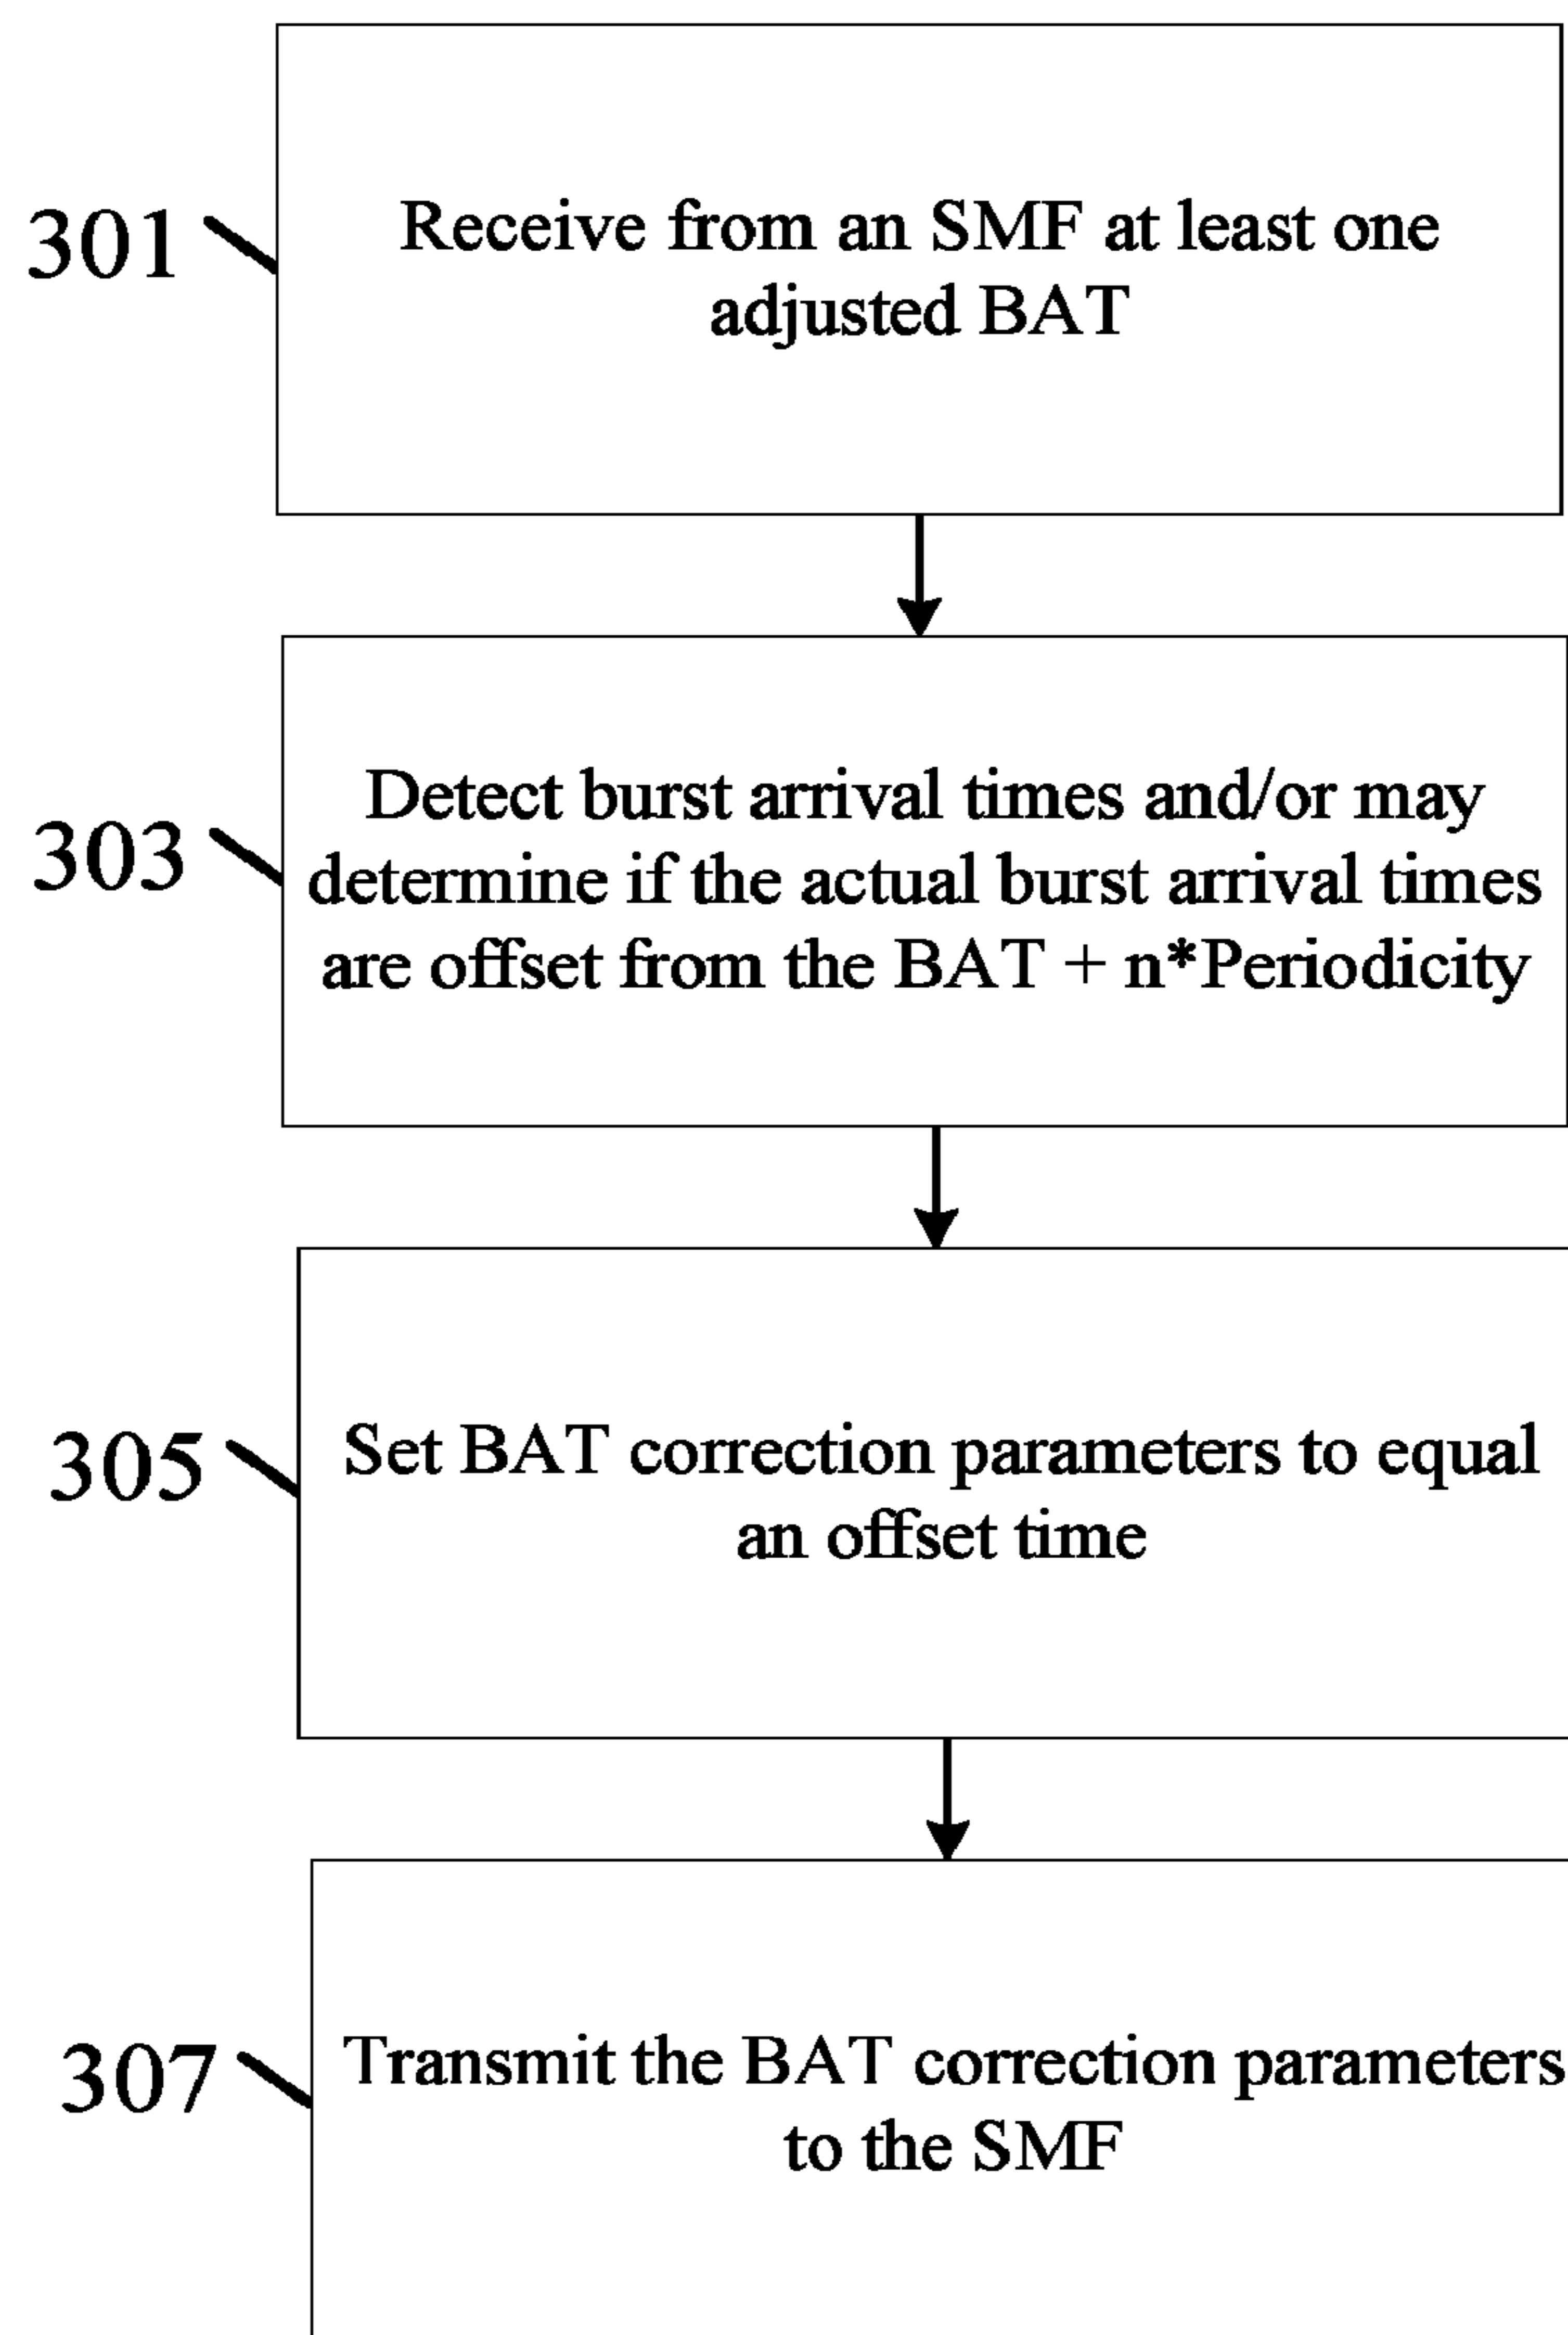 301
Receive from an SMF at least one
adjusted BAT
303
Detect burst arrival times and/or may
determine if the actual burst arrival times
are offset from the BAT + n*Periodicity
305
Set BAT correction parameters to equal
an offset time
307
Transmit the BAT correction parameters
to the SMF